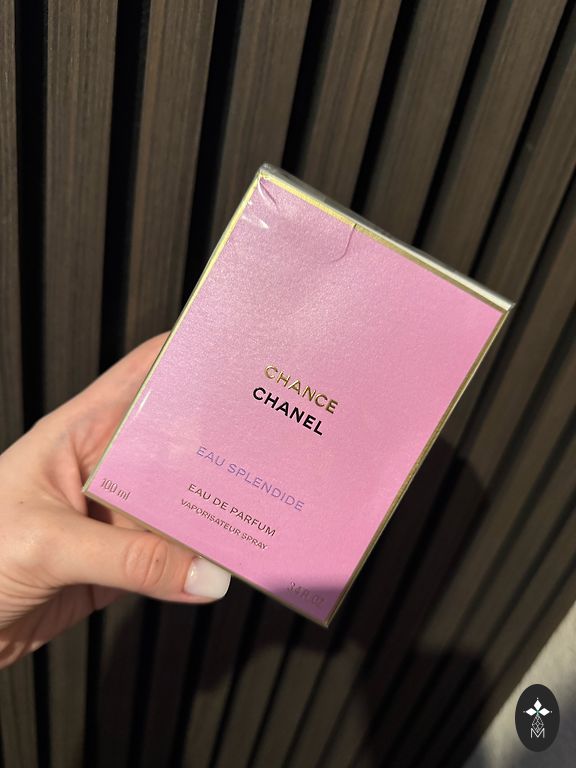 CHANCE
CHANEL
EAU SPLENDIDE
EAU DE PARFUM
VAPORISATEUR SPRAY
100 ml
3.4 fl. oz.
M